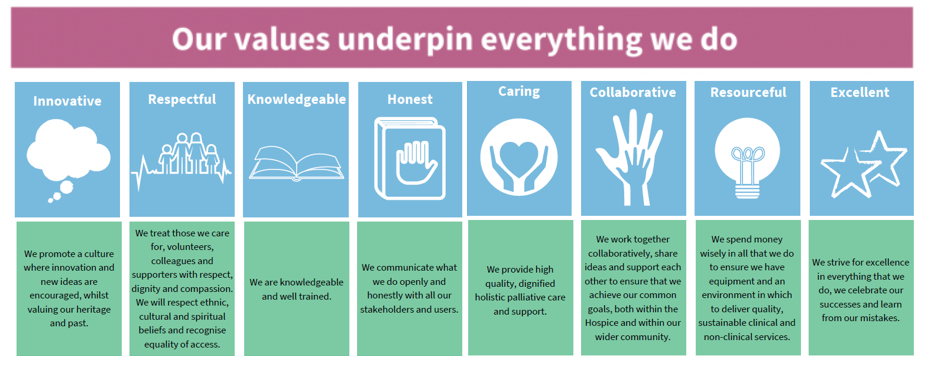 Our values underpin everything we do
Innovative
We promote a culture
where innovation and
new ideas are
encouraged, whilst
valuing our heritage
and past.
Respectful
We treat those we care
for, volunteers,
colleagues and
supporters with respect,
dignity and compassion.
We will respect ethnic,
cultural and spiritual
beliefs and recognise
equality of access.
Knowledgeable
We are knowledgeable
and well trained.
Honest
We communicate what
we do openly and
honestly with all our
stakeholders and users.
Caring
We provide high
quality, dignified
holistic palliative care
and support.
Collaborative
We work together
collaboratively, share
ideas and support each
other to ensure that we
achieve our common
goals, both within the
Hospice and within our
wider community.
Resourceful
We spend money
wisely in all that we do
to ensure we have
equipment and an
environment in which
to deliver quality,
sustainable clinical and
non-clinical services.
Excellent
We strive for excellence
in everything that we
do, we celebrate our
successes and learn
from our mistakes.